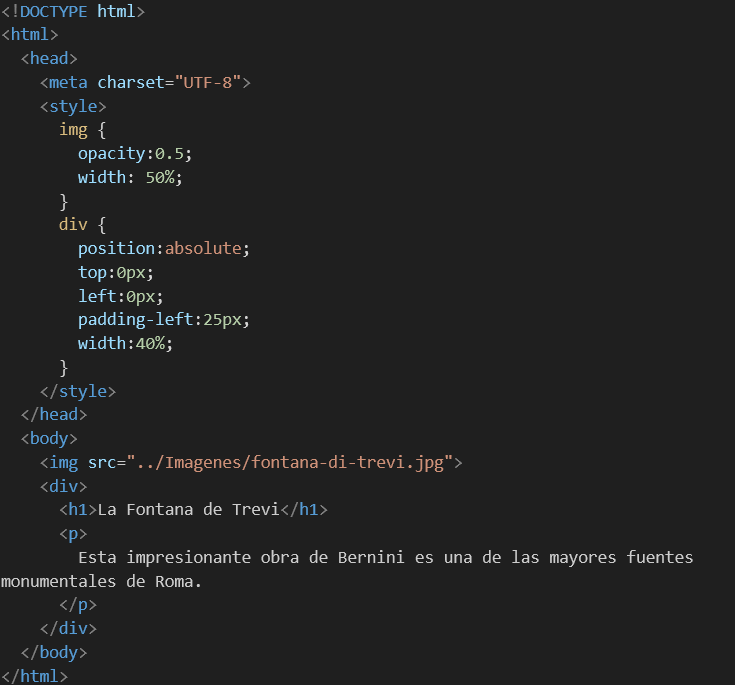 <!DOCTYPE html>
<html>
  <head>
    <meta charset="UTF-8">
    <style>
      img {
        opacity:0.5;
        width: 50%;
      }
      div {
        position:absolute;
        top:0px;
        left:0px;
        padding-left:25px;
        width:40%;
      }
    </style>
  </head>
  <body>
    <img src="../Imagenes/fontana-di-trevi.jpg">
    <div>
      <h1>La Fontana de Trevi</h1>
      <p>
        Esta impresionante obra de Bernini es una de las mayores fuentes
monumentales de Roma.
      </p>
    </div>
  </body>
</html>